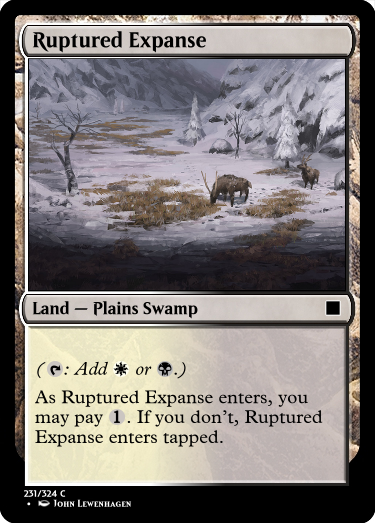 Ruptured Expanse
Land — Plains Swamp
( : Add or .)
As Ruptured Expanse enters, you
may pay 1. If you don't, Ruptured
Expanse enters tapped.
231/324 C
• John Lewenhagen